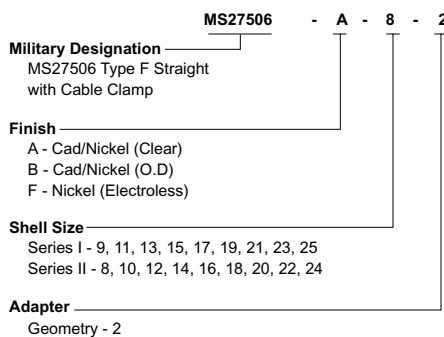 MS27506 - A - 8 - 2
Military Designation
MS27506 Type F Straight
with Cable Clamp
Finish
A - Cad/Nickel (Clear)
B - Cad/Nickel (O.D)
F - Nickel (Electroless)
Shell Size
Series I - 9, 11, 13, 15, 17, 19, 21, 23, 25
Series II - 8, 10, 12, 14, 16, 18, 20, 22, 24
Adapter
Geometry - 2